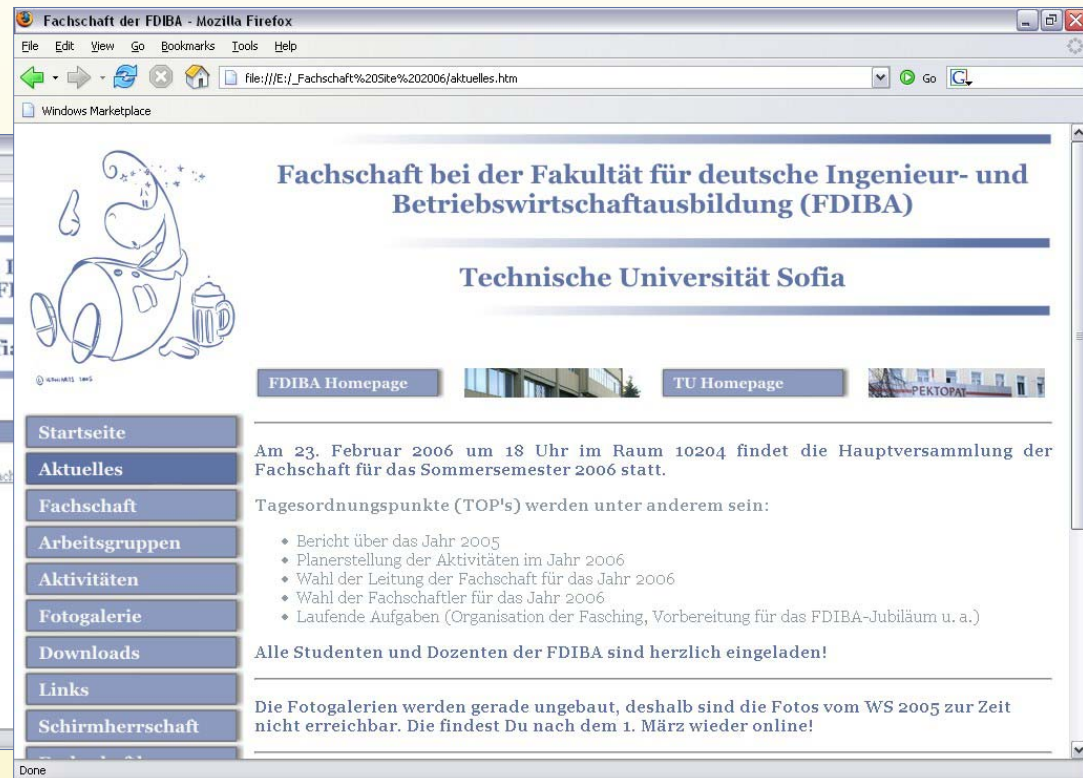 Fachschaft der FDIBA - Mozilla Firefox
File Edit View Go Bookmarks Tools Help
file:///E:/_Fachschaft%20Site%202006/aktuelles.htm
Go
G
Windows Marketplace
Fachschaft bei der Fakultät für deutsche Ingenieur- und
Betriebswirtschaftausbildung (FDIBA)
Technische Universität Sofia
FDIBA Homepage
TU Homepage
РЕКТОРАТ
Startseite
Aktuelles
Fachschaft
Arbeitsgruppen
Aktivitäten
Fotogalerie
Downloads
Links
Schirmherrschaft
Am 23. Februar 2006 um 18 Uhr im Raum 10204 findet die Hauptversammlung der
Fachschaft für das Sommersemester 2006 statt.
Tagesordnungspunkte (TOP's) werden unter anderem sein:
• Bericht über das Jahr 2005
• Planerstellung der Aktivitäten im Jahr 2006
• Wahl der Leitung der Fachschaft für das Jahr 2006
• Wahl der Fachschaftler für das Jahr 2006
• Laufende Aufgaben (Organisation der Fasching, Vorbereitung für das FDIBA-Jubiläum u. a.)
Alle Studenten und Dozenten der FDIBA sind herzlich eingeladen!
Die Fotogalerien werden gerade ungebaut, deshalb sind die Fotos vom WS 2005 zur Zeit
nicht erreichbar. Die findest Du nach dem 1. März wieder online!
Done